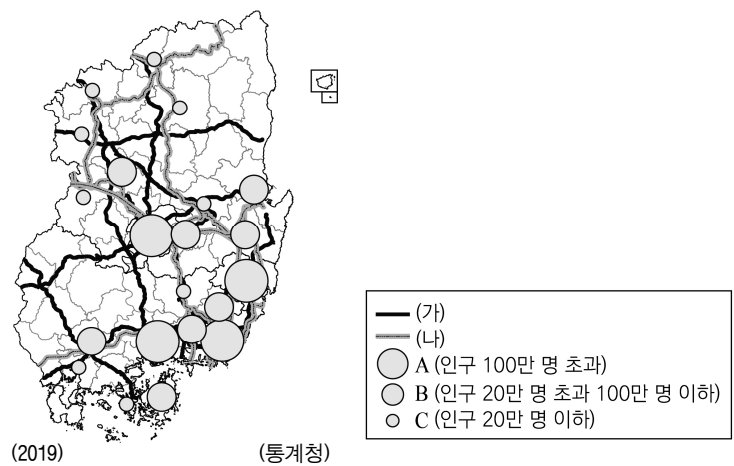 (가)
(나)
A (인구 100만 명 초과)
B (인구 20만 명 초과 100만 명 이하)
C (인구 20만 명 이하)
(2019) (통계청)